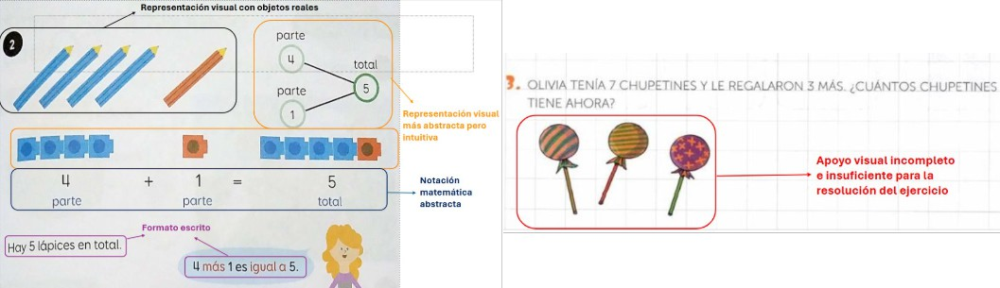 Representación visual con objetos reales
2
parte
4
total
5
parte
1
Representación visual
más abstracta pero
intuitiva
4 + 1 = 5
parte parte total
Notación
matemática
abstracta
Formato escrito
Hay 5 lápices en total.
4 más 1 es igual a 5.
3. OLIVIA TENÍA 7 CHUPETINES Y LE REGALARON 3 MÁS. ¿CUÁNTOS CHUPETINES
TIENE AHORA?
Apoyo visual incompleto
e insuficiente para la
resolución del ejercicio